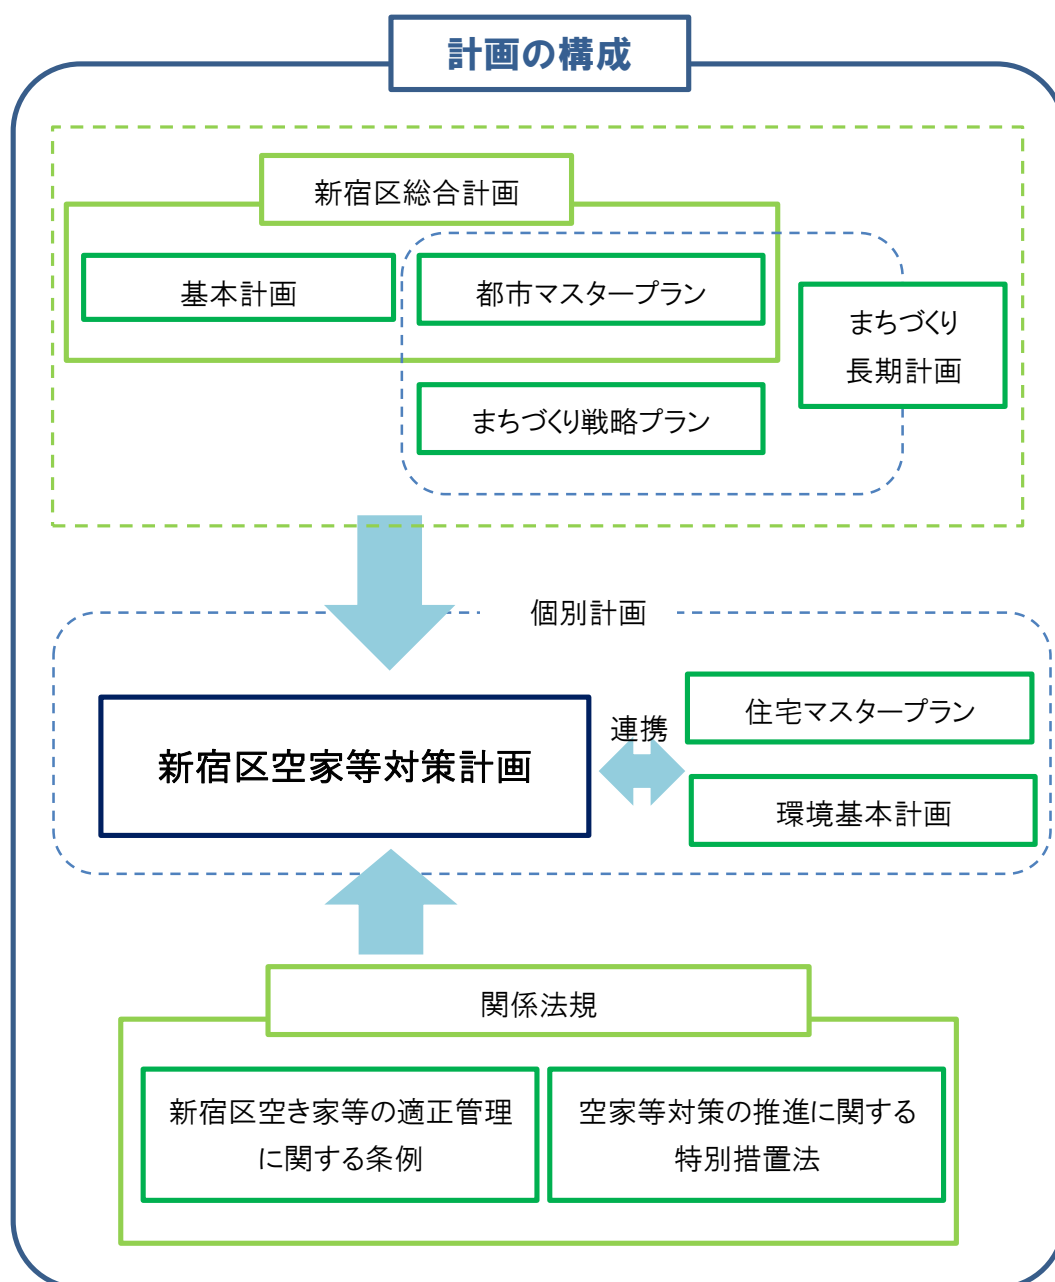 計画の構成
新宿区総合計画
基本計画
都市マスタープラン
まちづくり
長期計画
まちづくり戦略プラン
個別計画
新宿区空家等対策計画
連携
住宅マスタープラン
環境基本計画
関係法規
新宿区空き家等の適正管理
に関する条例
空家等対策の推進に関する
特別措置法